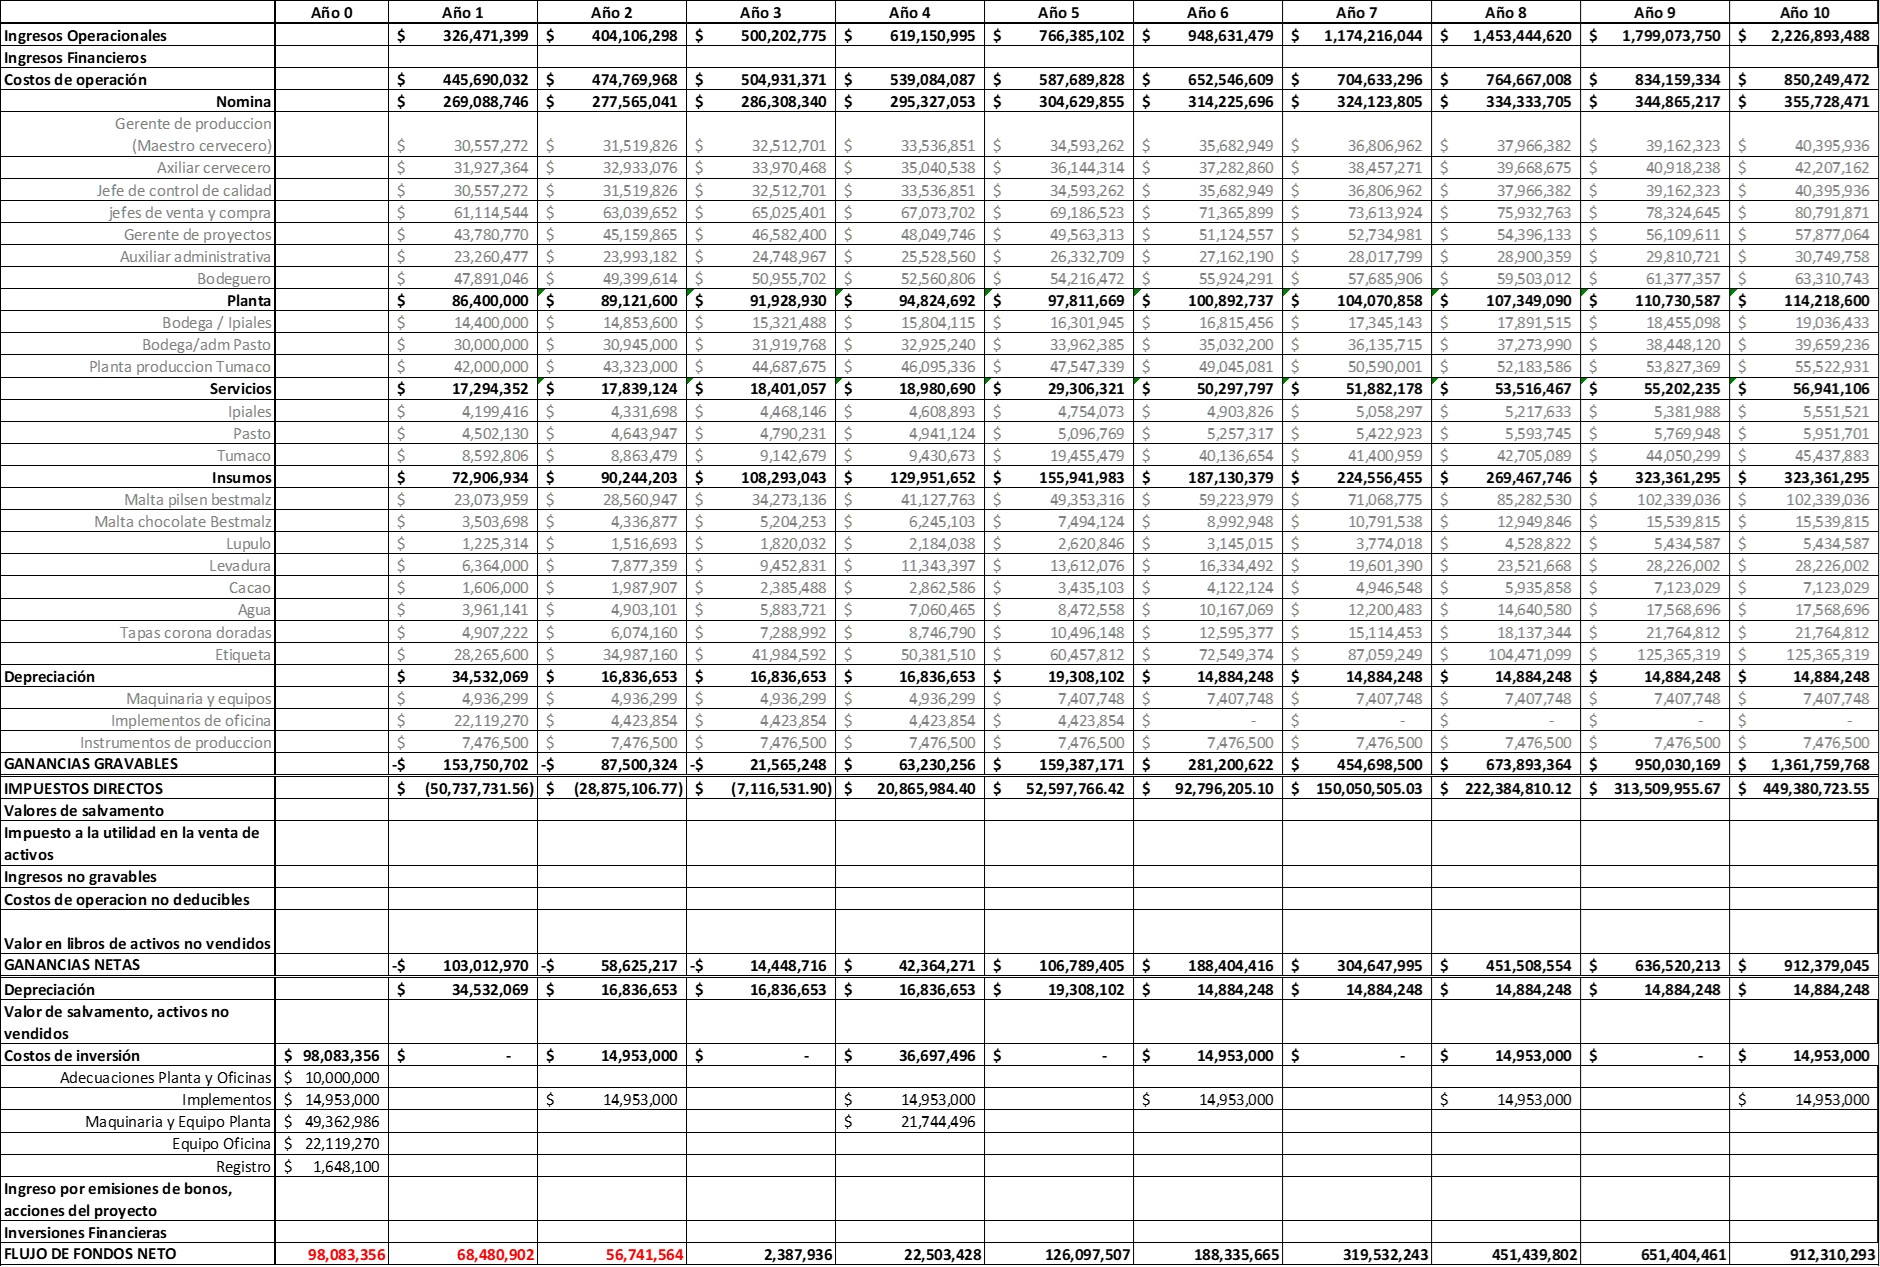 Año 0 Año 1 Año 2 Año 3 Año 4 Año 5 Año 6 Año 7 Año 8 Año 9 Año 10
Ingresos Operacionales $ 326,471,399 $ 404,106,298 $ 500,202,775 $ 619,150,995 $ 766,385,102 $ 948,631,479 $ 1,174,216,044 $ 1,453,444,620 $ 1,799,073,750 $ 2,226,893,488
Ingresos Financieros
Costos de operación $ 445,690,032 $ 474,769,968 $ 504,931,371 $ 539,084,087 $ 587,689,828 $ 652,546,609 $ 704,633,296 $ 764,667,008 $ 834,159,334 $ 850,249,472
Nomina $ 269,088,746 $ 277,565,041 $ 286,308,340 $ 295,327,053 $ 304,629,855 $ 314,225,696 $ 324,123,805 $ 334,333,705 $ 344,865,217 $ 355,728,471
Gerente de produccion
(Maestro cervecero) $ 30,557,272 $ 31,519,826 $ 32,512,701 $ 33,536,851 $ 34,593,262 $ 35,682,949 $ 36,806,962 $ 37,966,382 $ 39,162,323 $ 40,395,936
Axiliar cervecero $ 31,927,364 $ 32,933,076 $ 33,970,468 $ 35,040,538 $ 36,144,314 $ 37,282,860 $ 38,457,271 $ 39,668,675 $ 40,918,238 $ 42,207,162
Jefe de control de calidad $ 30,557,272 $ 31,519,826 $ 32,512,701 $ 33,536,851 $ 34,593,262 $ 35,682,949 $ 36,806,962 $ 37,966,382 $ 39,162,323 $ 40,395,936
jefes de venta y compra $ 61,114,544 $ 63,039,652 $ 65,025,401 $ 67,073,702 $ 69,186,523 $ 71,365,899 $ 73,613,924 $ 75,932,763 $ 78,324,645 $ 80,791,871
Gerente de proyectos $ 43,780,770 $ 45,159,865 $ 46,582,400 $ 48,049,746 $ 49,563,313 $ 51,124,557 $ 52,734,981 $ 54,396,133 $ 56,109,611 $ 57,877,064
Auxiliar administrativa $ 23,260,477 $ 23,993,182 $ 24,748,967 $ 25,528,560 $ 26,332,709 $ 27,162,190 $ 28,017,799 $ 28,900,359 $ 29,810,721 $ 30,749,758
Bodeguero $ 47,891,046 $ 49,399,614 $ 50,955,702 $ 52,560,806 $ 54,216,472 $ 55,924,291 $ 57,685,906 $ 59,503,012 $ 61,377,357 $ 63,310,743
Planta $ 86,400,000 $ 89,121,600 $ 91,928,930 $ 94,824,692 $ 97,811,669 $ 100,892,737 $ 104,070,858 $ 107,349,090 $ 110,730,587 $ 114,218,600
Bodega / Ipiales $ 14,400,000 $ 14,853,600 $ 15,321,488 $ 15,804,115 $ 16,301,945 $ 16,815,456 $ 17,345,143 $ 17,891,515 $ 18,455,098 $ 19,036,433
Bodega/adm Pasto $ 30,000,000 $ 30,945,000 $ 31,919,768 $ 32,925,240 $ 33,962,385 $ 35,032,200 $ 36,135,715 $ 37,273,990 $ 38,448,120 $ 39,659,236
Planta produccion Tumaco $ 42,000,000 $ 43,323,000 $ 44,687,675 $ 46,095,336 $ 47,547,339 $ 49,045,081 $ 50,590,001 $ 52,183,586 $ 53,827,369 $ 55,522,931
Servicios $ 17,294,352 $ 17,839,124 $ 18,401,057 $ 18,980,690 $ 29,306,321 $ 50,297,797 $ 51,882,178 $ 53,516,467 $ 55,202,235 $ 56,941,106
Ipiales $ 4,199,416 $ 4,331,698 $ 4,468,146 $ 4,608,893 $ 4,754,073 $ 4,903,826 $ 5,058,297 $ 5,217,633 $ 5,381,988 $ 5,551,521
Pasto $ 4,502,130 $ 4,643,947 $ 4,790,231 $ 4,941,124 $ 5,096,769 $ 5,257,317 $ 5,422,923 $ 5,593,745 $ 5,769,948 $ 5,951,701
Tumaco $ 8,592,806 $ 8,863,479 $ 9,142,679 $ 9,430,673 $ 19,455,479 $ 40,136,654 $ 41,400,959 $ 42,705,089 $ 44,050,299 $ 45,437,883
Insumos $ 72,906,934 $ 90,244,203 $ 108,293,043 $ 129,951,652 $ 155,941,983 $ 187,130,379 $ 224,556,455 $ 269,467,746 $ 323,361,295 $ 323,361,295
Malta pilsen bestmalz $ 23,073,959 $ 28,560,947 $ 34,273,136 $ 41,127,763 $ 49,353,316 $ 59,223,979 $ 71,068,775 $ 85,282,530 $ 102,339,036 $ 102,339,036
Malta chocolate Bestmalz $ 3,503,698 $ 4,336,877 $ 5,204,253 $ 6,245,103 $ 7,494,124 $ 8,992,948 $ 10,791,538 $ 12,949,846 $ 15,539,815 $ 15,539,815
Lupulo $ 1,225,314 $ 1,516,693 $ 1,820,032 $ 2,184,038 $ 2,620,846 $ 3,145,015 $ 3,774,018 $ 4,528,822 $ 5,434,587 $ 5,434,587
Levadura $ 6,364,000 $ 7,877,359 $ 9,452,831 $ 11,343,397 $ 13,612,076 $ 16,334,492 $ 19,601,390 $ 23,521,668 $ 28,226,002 $ 28,226,002
Cacao $ 1,606,000 $ 1,987,907 $ 2,385,488 $ 2,862,586 $ 3,435,103 $ 4,122,124 $ 4,946,548 $ 5,935,858 $ 7,123,029 $ 7,123,029
Agua $ 3,961,141 $ 4,903,101 $ 5,883,721 $ 7,060,465 $ 8,472,558 $ 10,167,069 $ 12,200,483 $ 14,640,580 $ 17,568,696 $ 17,568,696
Tapas corona doradas $ 4,907,222 $ 6,074,160 $ 7,288,992 $ 8,746,790 $ 10,496,148 $ 12,595,377 $ 15,114,453 $ 18,137,344 $ 21,764,812 $ 21,764,812
Etiqueta $ 28,265,600 $ 34,987,160 $ 41,984,592 $ 50,381,510 $ 60,457,812 $ 72,549,374 $ 87,059,249 $ 104,471,099 $ 125,365,319 $ 125,365,319
Depreciación $ 34,532,069 $ 16,836,653 $ 16,836,653 $ 16,836,653 $ 19,308,102 $ 14,884,248 $ 14,884,248 $ 14,884,248 $ 14,884,248 $ 14,884,248
Maquinaria y equipos $ 4,936,299 $ 4,936,299 $ 4,936,299 $ 4,936,299 $ 7,407,748 $ 7,407,748 $ 7,407,748 $ 7,407,748 $ 7,407,748 $ 7,407,748
Implementos de oficina $ 22,119,270 $ 4,423,854 $ 4,423,854 $ 4,423,854 $ 4,423,854 $ - $ - $ - $ - $ -
Instrumentos de produccion $ 7,476,500 $ 7,476,500 $ 7,476,500 $ 7,476,500 $ 7,476,500 $ 7,476,500 $ 7,476,500 $ 7,476,500 $ 7,476,500 $ 7,476,500
GANANCIAS GRAVABLES -$ 153,750,702 -$ 87,500,324 -$ 21,565,248 $ 63,230,256 $ 159,387,171 $ 281,200,622 $ 454,698,500 $ 673,893,364 $ 950,030,169 $ 1,361,759,768
IMPUESTOS DIRECTOS $ (50,737,731.56) $ (28,875,106.77) $ (7,116,531.90) $ 20,865,984.40 $ 52,597,766.42 $ 92,796,205.10 $ 150,050,505.03 $ 222,384,810.12 $ 313,509,955.67 $ 449,380,723.55
Valores de salvamento
Impuesto a la utilidad en la venta de
activos
Ingresos no gravables
Costos de operacion no deducibles
Valor en libros de activos no vendidos
GANANCIAS NETAS -$ 103,012,970 -$ 58,625,217 -$ 14,448,716 $ 42,364,271 $ 106,789,405 $ 188,404,416 $ 304,647,995 $ 451,508,554 $ 636,520,213 $ 912,379,045
Depreciación $ 34,532,069 $ 16,836,653 $ 16,836,653 $ 16,836,653 $ 19,308,102 $ 14,884,248 $ 14,884,248 $ 14,884,248 $ 14,884,248 $ 14,884,248
Valor de salvamento, activos no
vendidos
Costos de inversión $ 98,083,356 $ - $ 14,953,000 $ - $ 36,697,496 $ - $ 14,953,000 $ - $ 14,953,000 $ - $ 14,953,000
Adecuaciones Planta y Oficinas $ 10,000,000
Implementos $ 14,953,000 $ 14,953,000 $ 14,953,000 $ 14,953,000 $ 14,953,000 $ 14,953,000
Maquinaria y Equipo Planta $ 49,362,986 $ 21,744,496
Equipo Oficina $ 22,119,270
Registro $ 1,648,100
Ingreso por emisiones de bonos,
acciones del proyecto
Inversiones Financieras
FLUJO DE FONDOS NETO 98,083,356 68,480,902 56,741,564 2,387,936 22,503,428 126,097,507 188,335,665 319,532,243 451,439,802 651,404,461 912,310,293